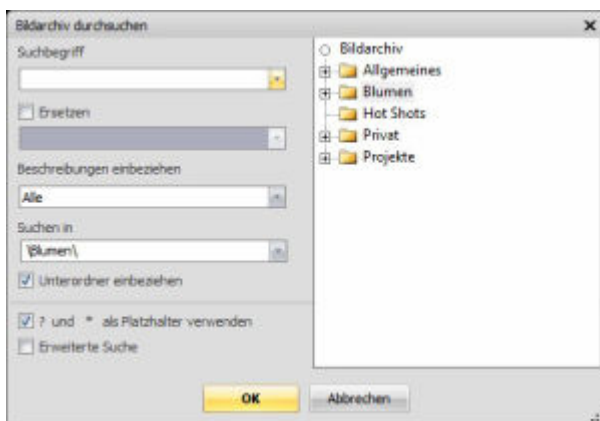 Bildarchiv durchsuchen
Suchbegriff
Ersetzen
Beschreibungen einbeziehen
Alle
Suchen in
\Blumen\
Unterordner einbeziehen
? und * als Platzhalter verwenden
Erweiterte Suche
Bildarchiv
Allgemeines
Blumen
Hot Shots
Privat
Projekte
OK
Abbrechen